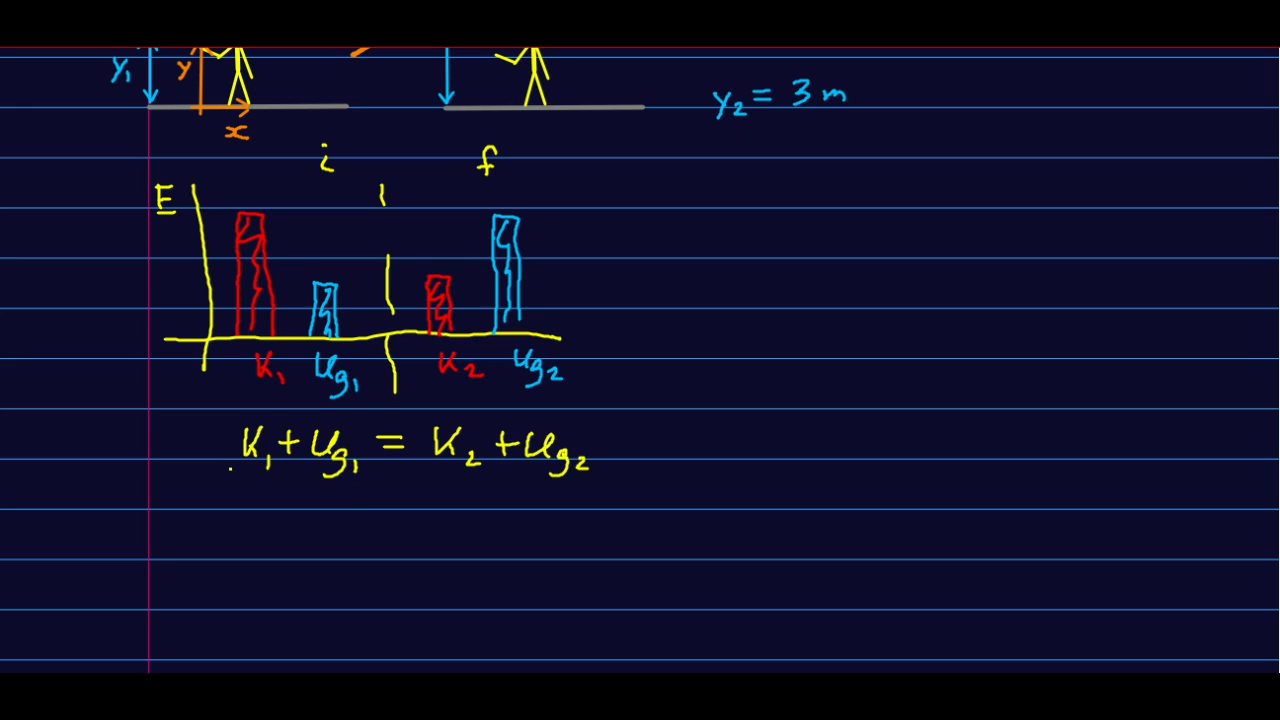 y₁ y x y₂ = 3 m
i f
E
K₁ Ug₁ K₂ Ug₂
K₁ + Ug₁ = K₂ + Ug₂